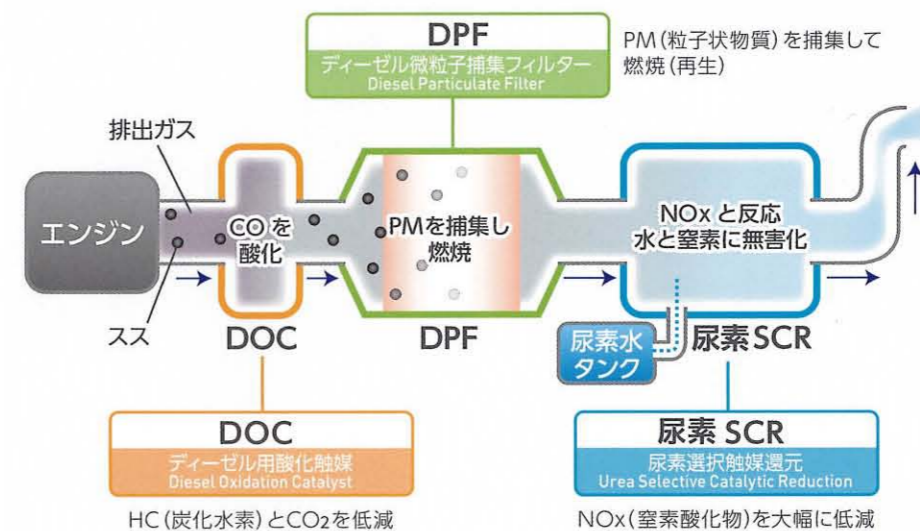 DPF
ディーゼル微粒子捕集フィルター
Diesel Particulate Filter
PM(粒子状物質)を捕集して
燃焼(再生)
排出ガス
エンジン
スス
COを
酸化
PMを捕集し
燃焼
NOxと反応
水と窒素に無害化
DOC
DPF
尿素水
タンク
尿素SCR
DOC
ディーゼル用酸化触媒
Diesel Oxidation Catalyst
HC(炭化水素)とCO2を低減
尿素 SCR
尿素選択触媒還元
Urea Selective Catalytic Reduction
NOx(窒素酸化物)を大幅に低減